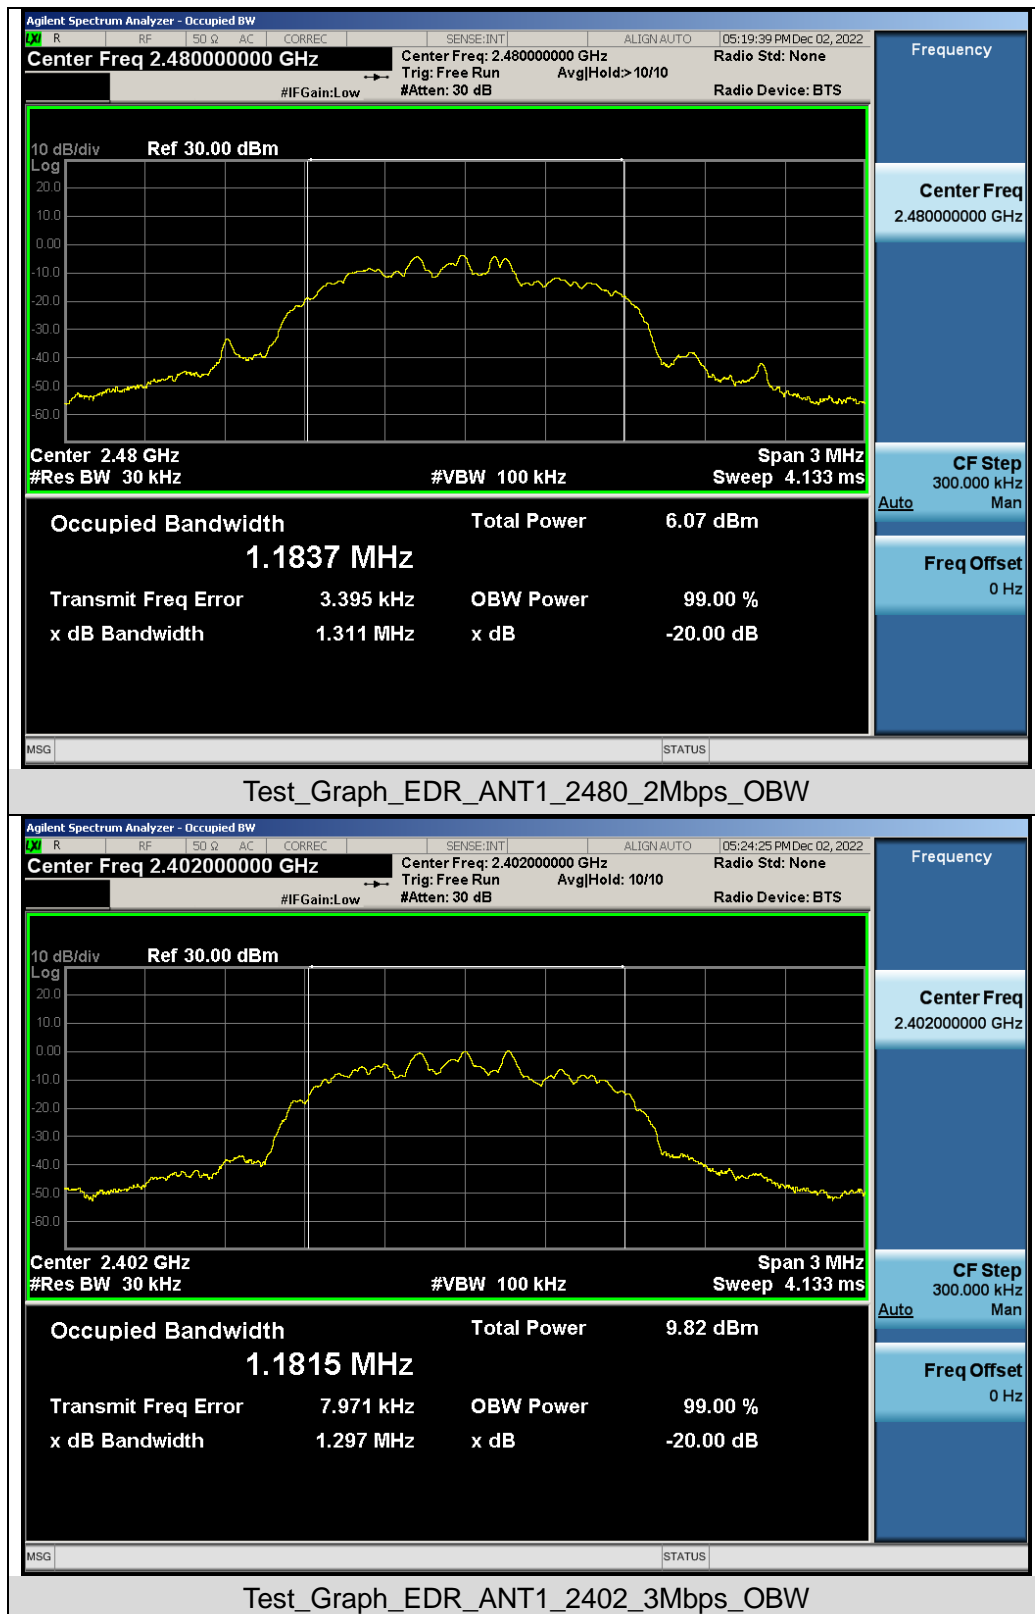 Agilent Spectrum Analyzer - Occupied BW
LXI R RF 50 Ω AC CORREC SENSE:INT ALIGN AUTO 05:19:39 PM Dec 02, 2022
Center Freq 2.480000000 GHz Center Freq: 2.480000000 GHz Radio Std: None
Trig: Free Run Avg|Hold:> 10/10
#IFGain:Low #Atten: 30 dB Radio Device: BTS
Frequency
10 dB/div Ref 30.00 dBm
Log
20.0
10.0
0.00
-10.0
-20.0
-30.0
-40.0
-50.0
-60.0
Center 2.48 GHz Span 3 MHz
#Res BW 30 kHz #VBW 100 kHz Sweep 4.133 ms
Center Freq
2.480000000 GHz
CF Step
300.000 kHz
Auto Man
Freq Offset
0 Hz
Occupied Bandwidth Total Power 6.07 dBm
1.1837 MHz
Transmit Freq Error 3.395 kHz OBW Power 99.00 %
x dB Bandwidth 1.311 MHz x dB -20.00 dB
MSG STATUS
Test_Graph_EDR_ANT1_2480_2Mbps_OBW
Agilent Spectrum Analyzer - Occupied BW
LXI R RF 50 Ω AC CORREC SENSE:INT ALIGN AUTO 05:24:25 PM Dec 02, 2022
Center Freq 2.402000000 GHz Center Freq: 2.402000000 GHz Radio Std: None
Trig: Free Run Avg|Hold: 10/10
#IFGain:Low #Atten: 30 dB Radio Device: BTS
Frequency
10 dB/div Ref 30.00 dBm
Log
20.0
10.0
0.00
-10.0
-20.0
-30.0
-40.0
-50.0
-60.0
Center 2.402 GHz Span 3 MHz
#Res BW 30 kHz #VBW 100 kHz Sweep 4.133 ms
Center Freq
2.402000000 GHz
CF Step
300.000 kHz
Auto Man
Freq Offset
0 Hz
Occupied Bandwidth Total Power 9.82 dBm
1.1815 MHz
Transmit Freq Error 7.971 kHz OBW Power 99.00 %
x dB Bandwidth 1.297 MHz x dB -20.00 dB
MSG STATUS
Test_Graph_EDR_ANT1_2402_3Mbps_OBW